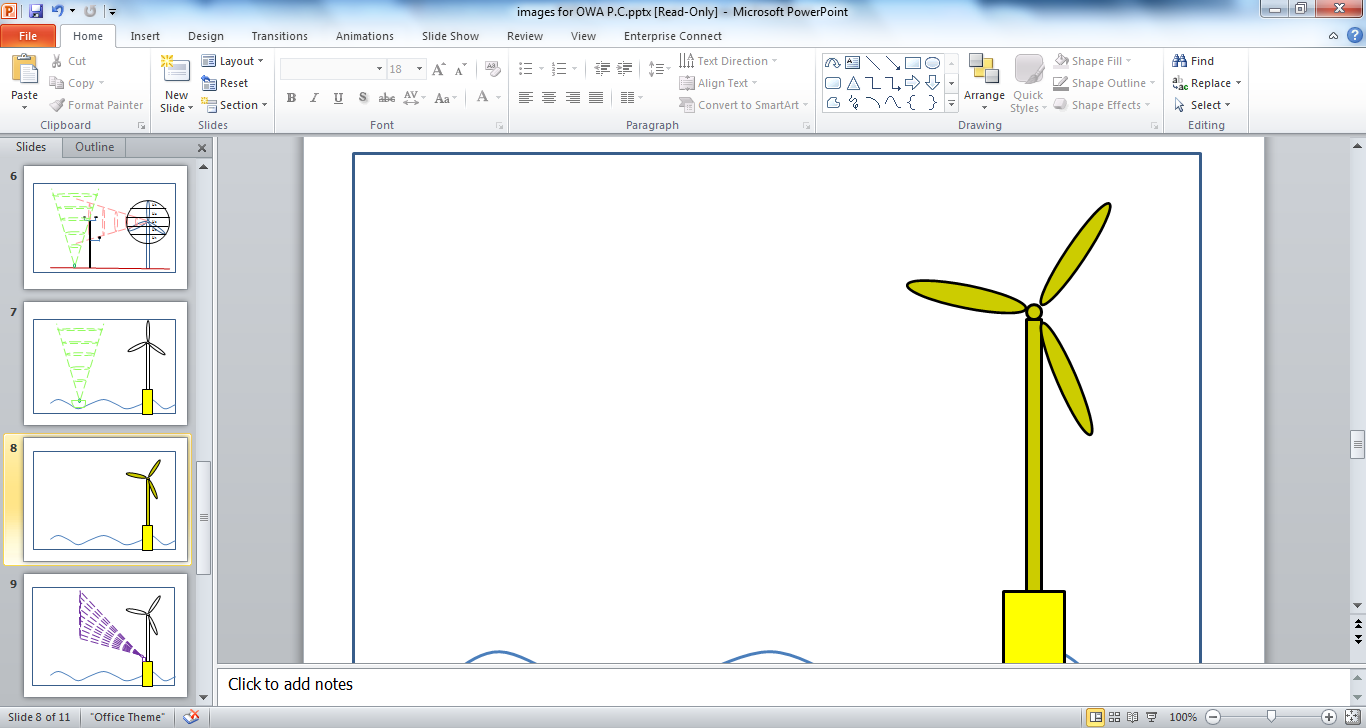 images for OWA P.C.pptx [Read-Only] - Microsoft PowerPoint
File Home Insert Design Transitions Animations Slide Show Review View Enterprise Connect
Paste
Cut
Copy
Format Painter
Clipboard
New
Slide
Layout
Reset
Section
Slides
18
B I U S abc AV Aa A
Font
Text Direction
Align Text
Convert to SmartArt
Paragraph
Arrange
Quick
Styles
Shape Fill
Shape Outline
Shape Effects
Drawing
Find
Replace
Select
Editing
Slides Outline
6
7
8
9
Click to add notes
Slide 8 of 11 "Office Theme" 100%